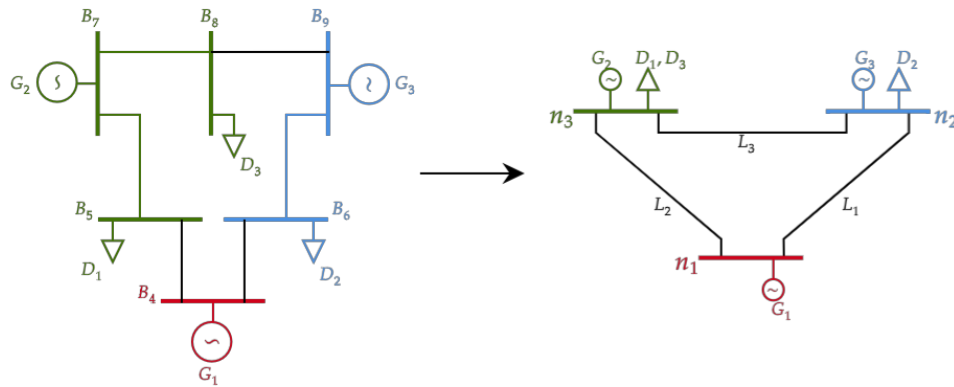 B₇
B₈
B₉
G₂
G₃
D₃
B₅
B₆
D₁
D₂
B₄
G₁
G₂
D₁, D₃
G₃
D₂
n₃
n₂
L₃
L₂
L₁
n₁
G₁